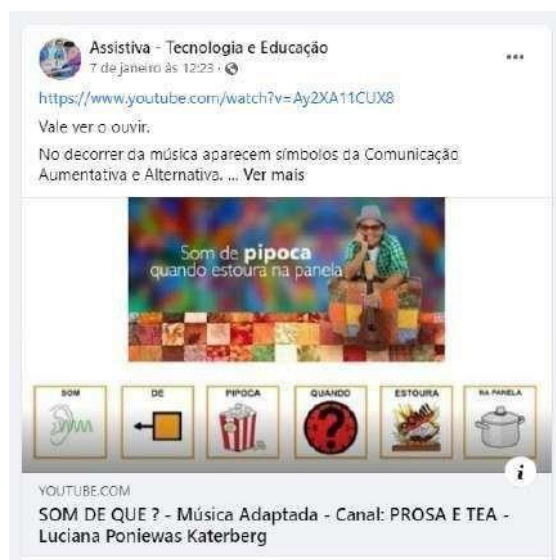 Assistiva - Tecnologia e Educação
7 de janeiro às 12:23 ·
https://www.youtube.com/watch?v=Ay2XA11CUX8
Vale ver o ouvir.
No decorrer da música aparecem símbolos da Comunicação
Aumentativa e Alternativa. ... Ver mais
Som de pipoca
quando estoura na panela
SOM DE PIPOCA QUANDO ESTOURA NA PANELA
YOUTUBE.COM
SOM DE QUE ? - Música Adaptada - Canal: PROSA E TEA -
Luciana Poniewas Katerberg